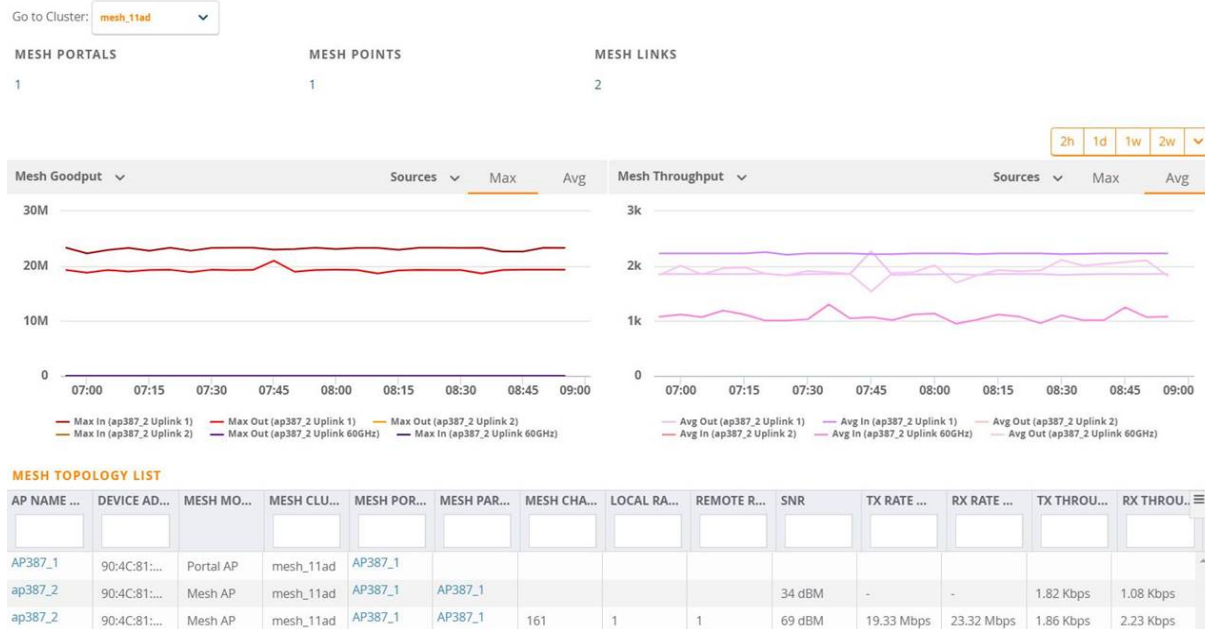 Go to Cluster: mesh_11ad
MESH PORTALS MESH POINTS MESH LINKS
1 1 2
2h 1d 1w 2w
Mesh Goodput Sources Max Avg
30M
20M
10M
0
07:00 07:15 07:30 07:45 08:00 08:15 08:30 08:45 09:00
Max In (ap387_2 Uplink 1) Max Out (ap387_2 Uplink 1) Max Out (ap387_2 Uplink 2)
Max In (ap387_2 Uplink 2) Max Out (ap387_2 Uplink 60GHz) Max In (ap387_2 Uplink 60GHz)
Mesh Throughput Sources Max Avg
3k
2k
1k
0
07:00 07:15 07:30 07:45 08:00 08:15 08:30 08:45 09:00
Avg Out (ap387_2 Uplink 1) Avg In (ap387_2 Uplink 1) Avg Out (ap387_2 Uplink 2)
Avg In (ap387_2 Uplink 2) Avg In (ap387_2 Uplink 60GHz) Avg Out (ap387_2 Uplink 60GHz)
MESH TOPOLOGY LIST
AP NAME ... DEVICE AD... MESH MO... MESH CLU... MESH POR... MESH PAR... MESH CHA... LOCAL RA... REMOTE R... SNR TX RATE ... RX RATE ... TX THROU... RX THROU...
AP387_1 90:4C:81:... Portal AP mesh_11ad AP387_1
ap387_2 90:4C:81:... Mesh AP mesh_11ad AP387_1 AP387_1 34 dBM - - 1.82 Kbps 1.08 Kbps
ap387_2 90:4C:81:... Mesh AP mesh_11ad AP387_1 AP387_1 161 1 1 69 dBM 19.33 Mbps 23.32 Mbps 1.86 Kbps 2.23 Kbps